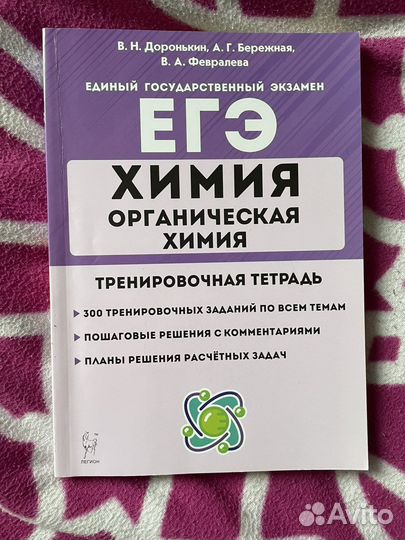 В. Н. Доронькин, А. Г. Бережная,
В. А. Февралева
ЕДИНЫЙ ГОСУДАРСТВЕННЫЙ ЭКЗАМЕН
ЕГЭ
ХИМИЯ
ОРГАНИЧЕСКАЯ
ХИМИЯ
ТРЕНИРОВОЧНАЯ ТЕТРАДЬ
300 ТРЕНИРОВОЧНЫХ ЗАДАНИЙ ПО ВСЕМ ТЕМАМ
ПОШАГОВЫЕ РЕШЕНИЯ С КОММЕНТАРИЯМИ
ПЛАНЫ РЕШЕНИЯ РАСЧЁТНЫХ ЗАДАЧ
ЛЕГИОН
Avito